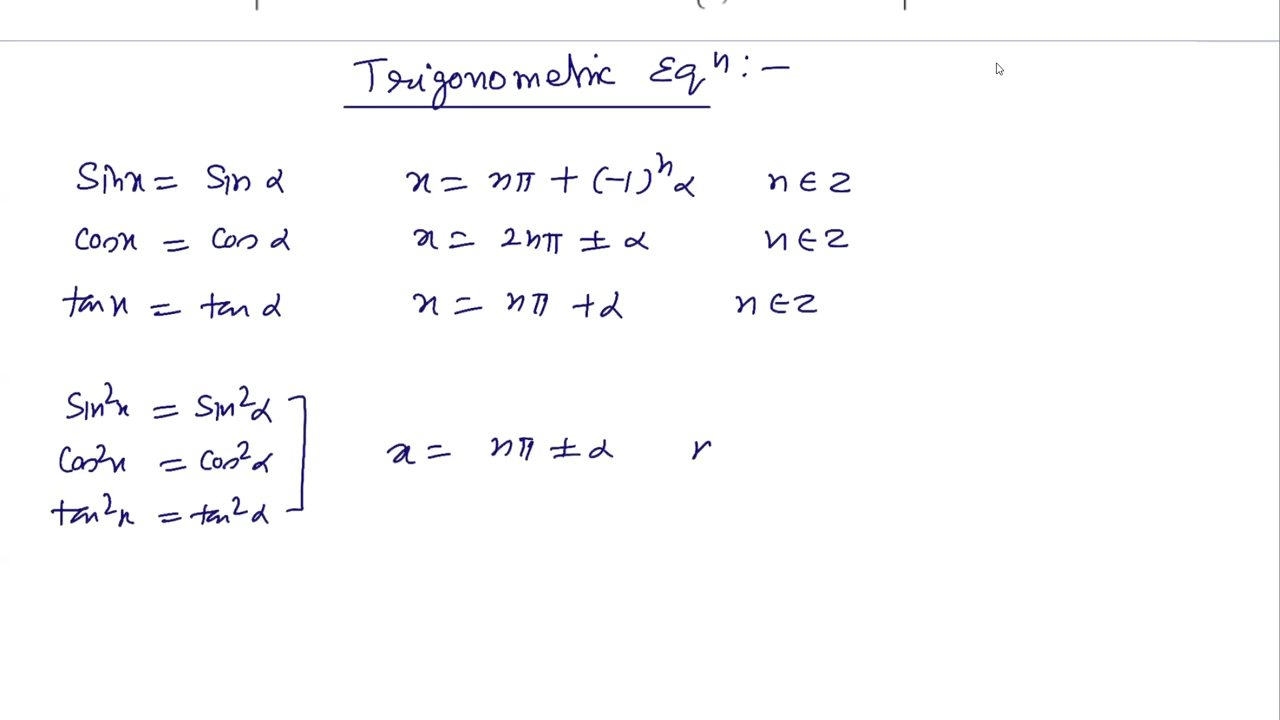 Trigonometric Eqⁿ :-
Sinx = Sin α x = nπ + (-1)ⁿα n ∈ Z
Cosx = Cos α x = 2nπ ± α n ∈ Z
tanx = tan α x = nπ + α n ∈ Z
Sin²x = Sin²α
Cos²x = Cos²α x = nπ ± α
tan²x = tan²α